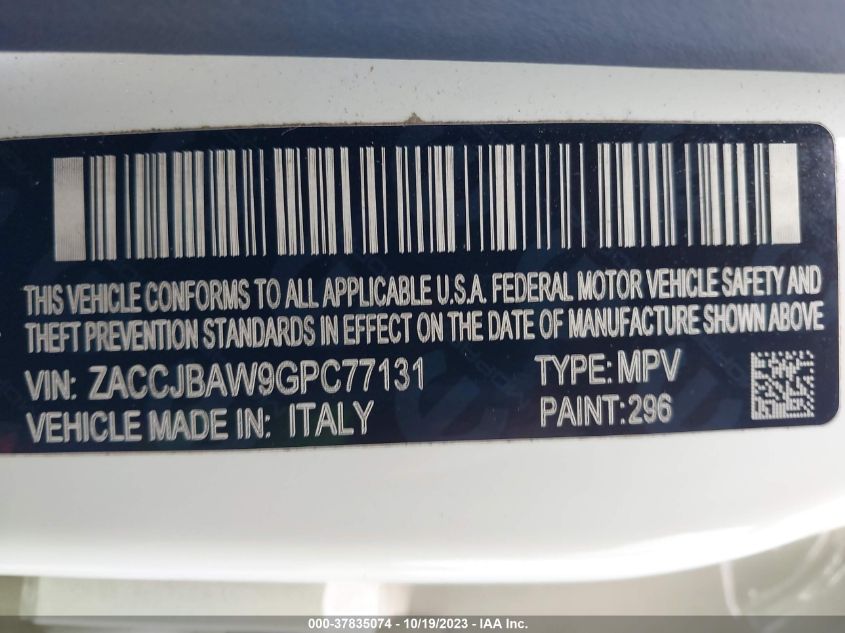 THIS VEHICLE CONFORMS TO ALL APPLICABLE U.S.A. FEDERAL MOTOR VEHICLE SAFETY AND
THEFT PREVENTION STANDARDS IN EFFECT ON THE DATE OF MANUFACTURE SHOWN ABOVE
VIN: ZACCJBAW9GPC77131 TYPE: MPV
VEHICLE MADE IN: ITALY PAINT:296
000-37835074 - 10/19/2023 - IAA Inc.